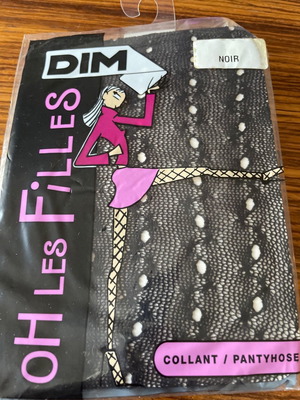 DIM
NOIR
OH LES FiLLES
COLLANT / PANTYHOSE